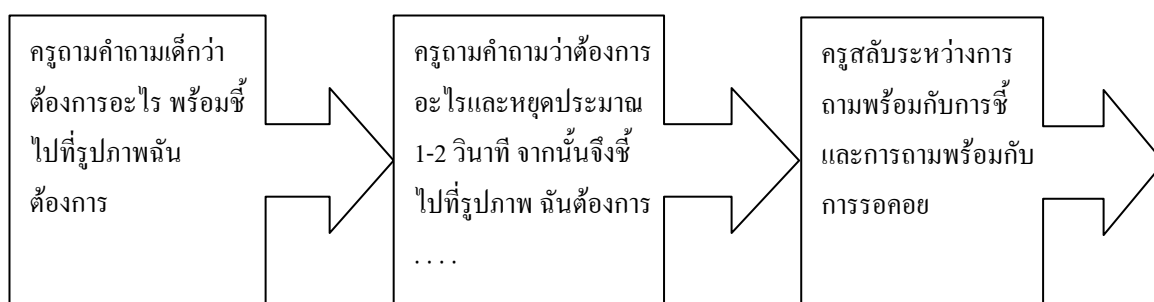 ครูถามคำถามเด็กว่า
ต้องการอะไร พร้อมชี้
ไปที่รูปภาพฉัน
ต้องการ
ครูถามคำถามว่าต้องการ
อะไรและหยุดประมาณ
1-2 วินาที จากนั้นจึงชี้
ไปที่รูปภาพ ฉันต้องการ
. . . .
ครูสลับระหว่างการ
ถามพร้อมกับการชี้
และการถามพร้อมกับ
การรอคอย